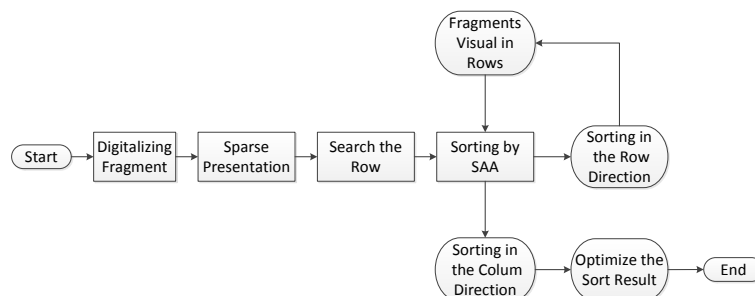 Fragments
Visual in
Rows
Start
Digitalizing
Fragment
Sparse
Presentation
Search the
Row
Sorting by
SAA
Sorting in
the Row
Direction
Sorting in
the Colum
Direction
Optimize the
Sort Result
End